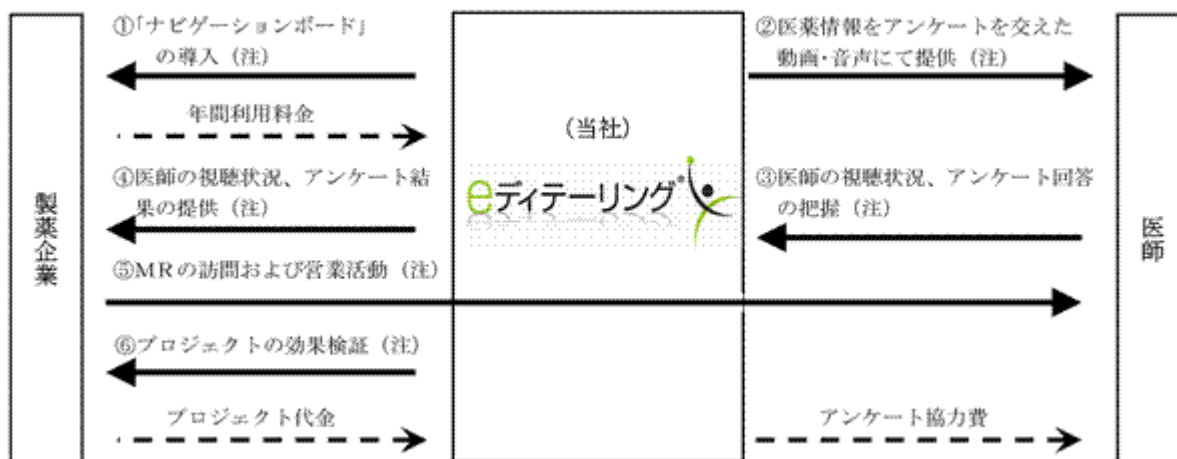 ①「ナビゲーションボード」
の導入（注）
年間利用料金
④医師の視聴状況、アンケート結
果の提供（注）
⑤MRの訪問および営業活動（注）
⑥プロジェクトの効果検証（注）
プロジェクト代金
製薬企業
（当社）
eディテーリング®
②医薬情報をアンケートを交えた
動画・音声にて提供（注）
③医師の視聴状況、アンケート回答
の把握（注）
アンケート協力費
医師